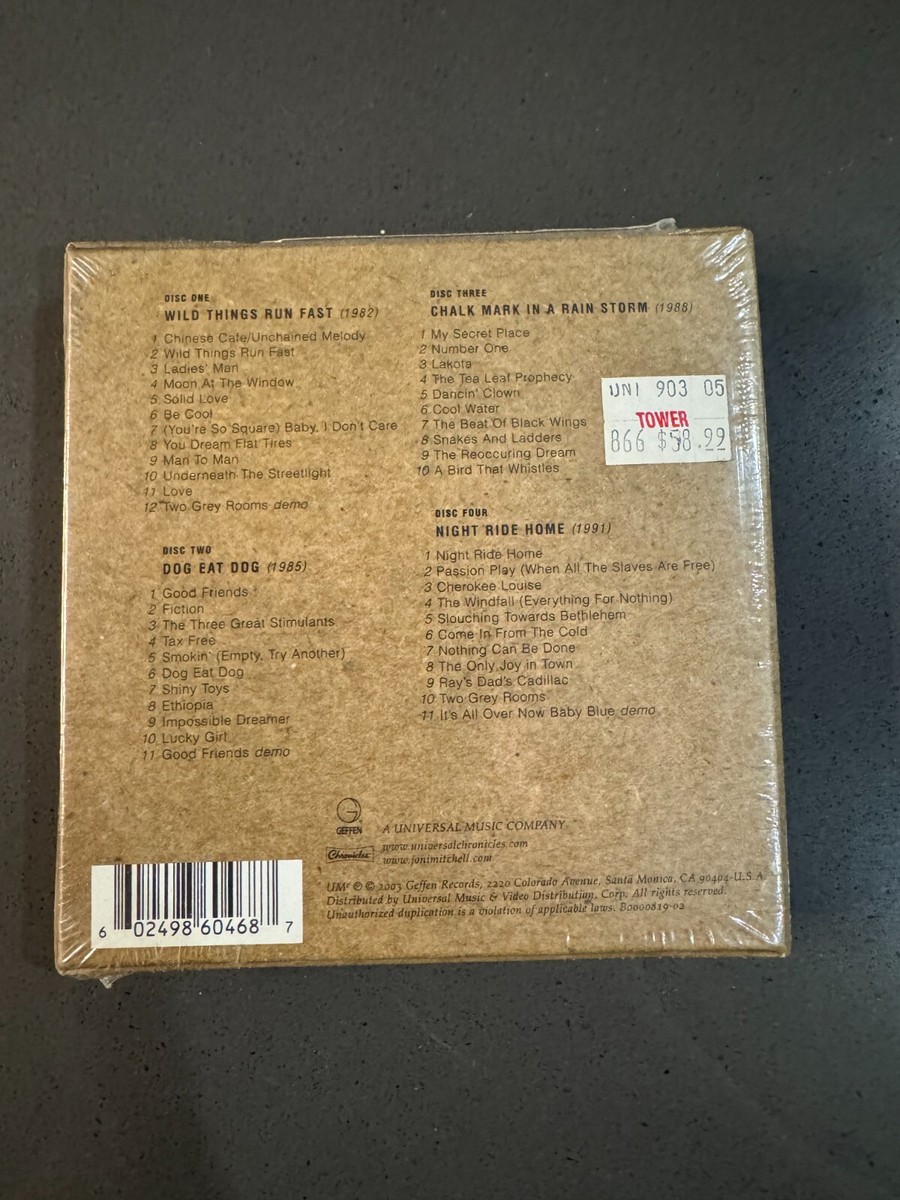 DISC ONE
WILD THINGS RUN FAST (1982)
1 Chinese Cafe/Unchained Melody
2 Wild Things Run Fast
3 Ladies' Man
4 Moon At The Window
5 Solid Love
6 Be Cool
7 (You're So Square) Baby, I Don't Care
8 You Dream Flat Tires
9 Man To Man
10 Underneath The Streetlight
11 Love
12 Two Grey Rooms demo
DISC TWO
DOG EAT DOG (1985)
1 Good Friends
2 Fiction
3 The Three Great Stimulants
4 Tax Free
5 Smokin' (Empty, Try Another)
6 Dog Eat Dog
7 Shiny Toys
8 Ethiopia
9 Impossible Dreamer
10 Lucky Girl
11 Good Friends demo
DISC THREE
CHALK MARK IN A RAIN STORM (1988)
1 My Secret Place
2 Number One
3 Lakota
4 The Tea Leaf Prophecy
5 Dancin' Clown
6 Cool Water
7 The Beat Of Black Wings
8 Snakes And Ladders
9 The Reoccuring Dream
10 A Bird That Whistles
UNI 903 05
TOWER
866 $58.99
DISC FOUR
NIGHT RIDE HOME (1991)
1 Night Ride Home
2 Passion Play (When All The Slaves Are Free)
3 Cherokee Louise
4 The Windfall (Everything For Nothing)
5 Slouching Towards Bethlehem
6 Come In From The Cold
7 Nothing Can Be Done
8 The Only Joy in Town
9 Ray's Dad's Cadillac
10 Two Grey Rooms
11 It's All Over Now Baby Blue demo
GEFFEN
A UNIVERSAL MUSIC COMPANY
Chronicles
www.universalchronicles.com
www.jonimitchell.com
UMe ℗ © 2003 Geffen Records, 2220 Colorado Avenue, Santa Monica, CA 90404-U.S.A.
Distributed by Universal Music & Video Distribution, Corp. All rights reserved.
Unauthorized duplication is a violation of applicable laws. B0000819-02
6 02498 60468 7